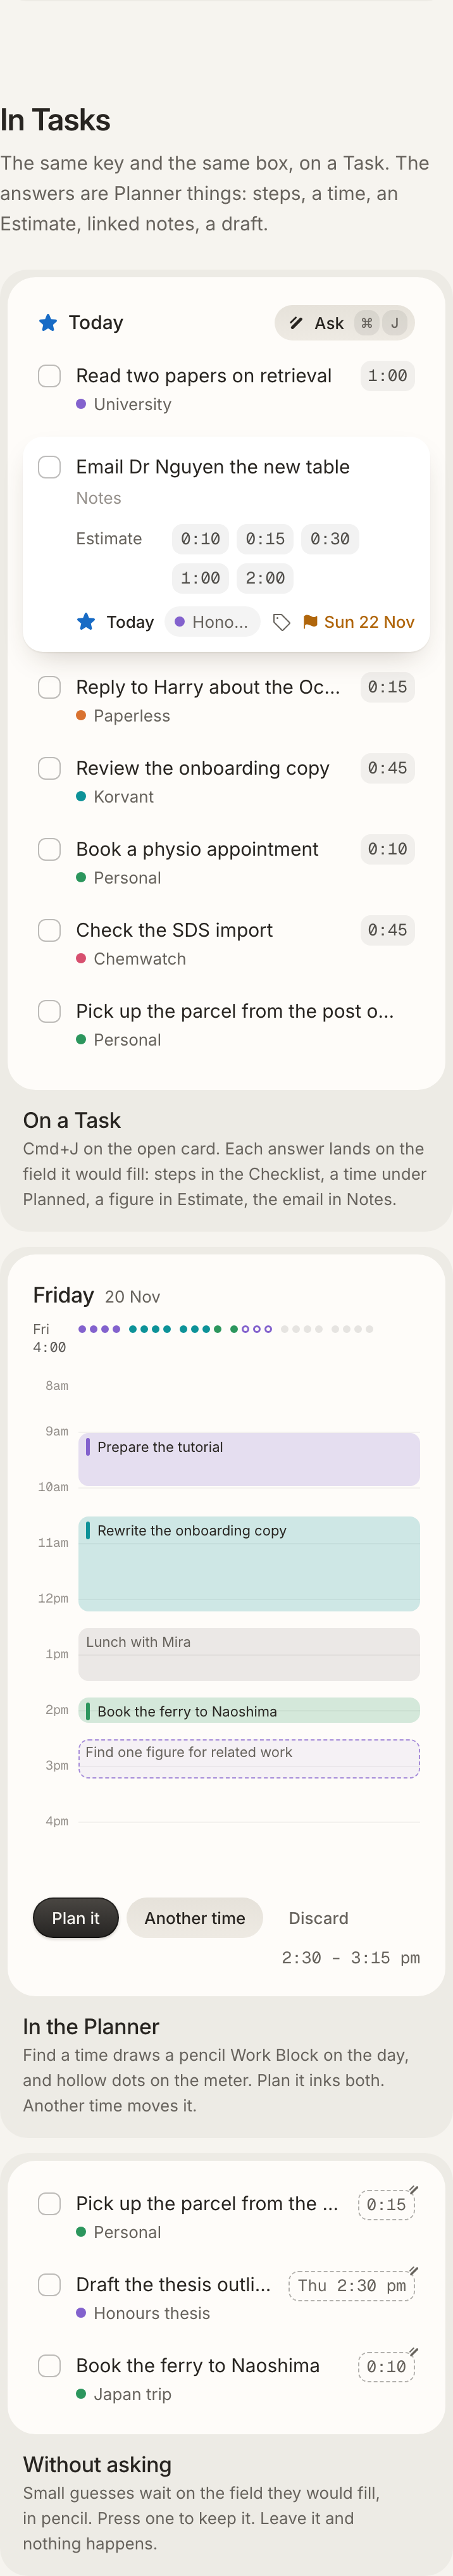 In Tasks
The same key and the same box, on a Task. The
answers are Planner things: steps, a time, an
Estimate, linked notes, a draft.
Today
Ask ⌘ J
Read two papers on retrieval 1:00
University
Email Dr Nguyen the new table
Notes
Estimate 0:10 0:15 0:30
1:00 2:00
Today Hono... Sun 22 Nov
Reply to Harry about the Oc... 0:15
Paperless
Review the onboarding copy 0:45
Korvant
Book a physio appointment 0:10
Personal
Check the SDS import 0:45
Chemwatch
Pick up the parcel from the post o...
Personal
On a Task
Cmd+J on the open card. Each answer lands on the
field it would fill: steps in the Checklist, a time under
Planned, a figure in Estimate, the email in Notes.
Friday 20 Nov
Fri
4:00
8am
9am
Prepare the tutorial
10am
Rewrite the onboarding copy
11am
12pm
Lunch with Mira
1pm
2pm
Book the ferry to Naoshima
Find one figure for related work
3pm
4pm
Plan it Another time Discard
2:30 – 3:15 pm
In the Planner
Find a time draws a pencil Work Block on the day,
and hollow dots on the meter. Plan it inks both.
Another time moves it.
Pick up the parcel from the ... 0:15
Personal
Draft the thesis outli... Thu 2:30 pm
Honours thesis
Book the ferry to Naoshima 0:10
Japan trip
Without asking
Small guesses wait on the field they would fill,
in pencil. Press one to keep it. Leave it and
nothing happens.